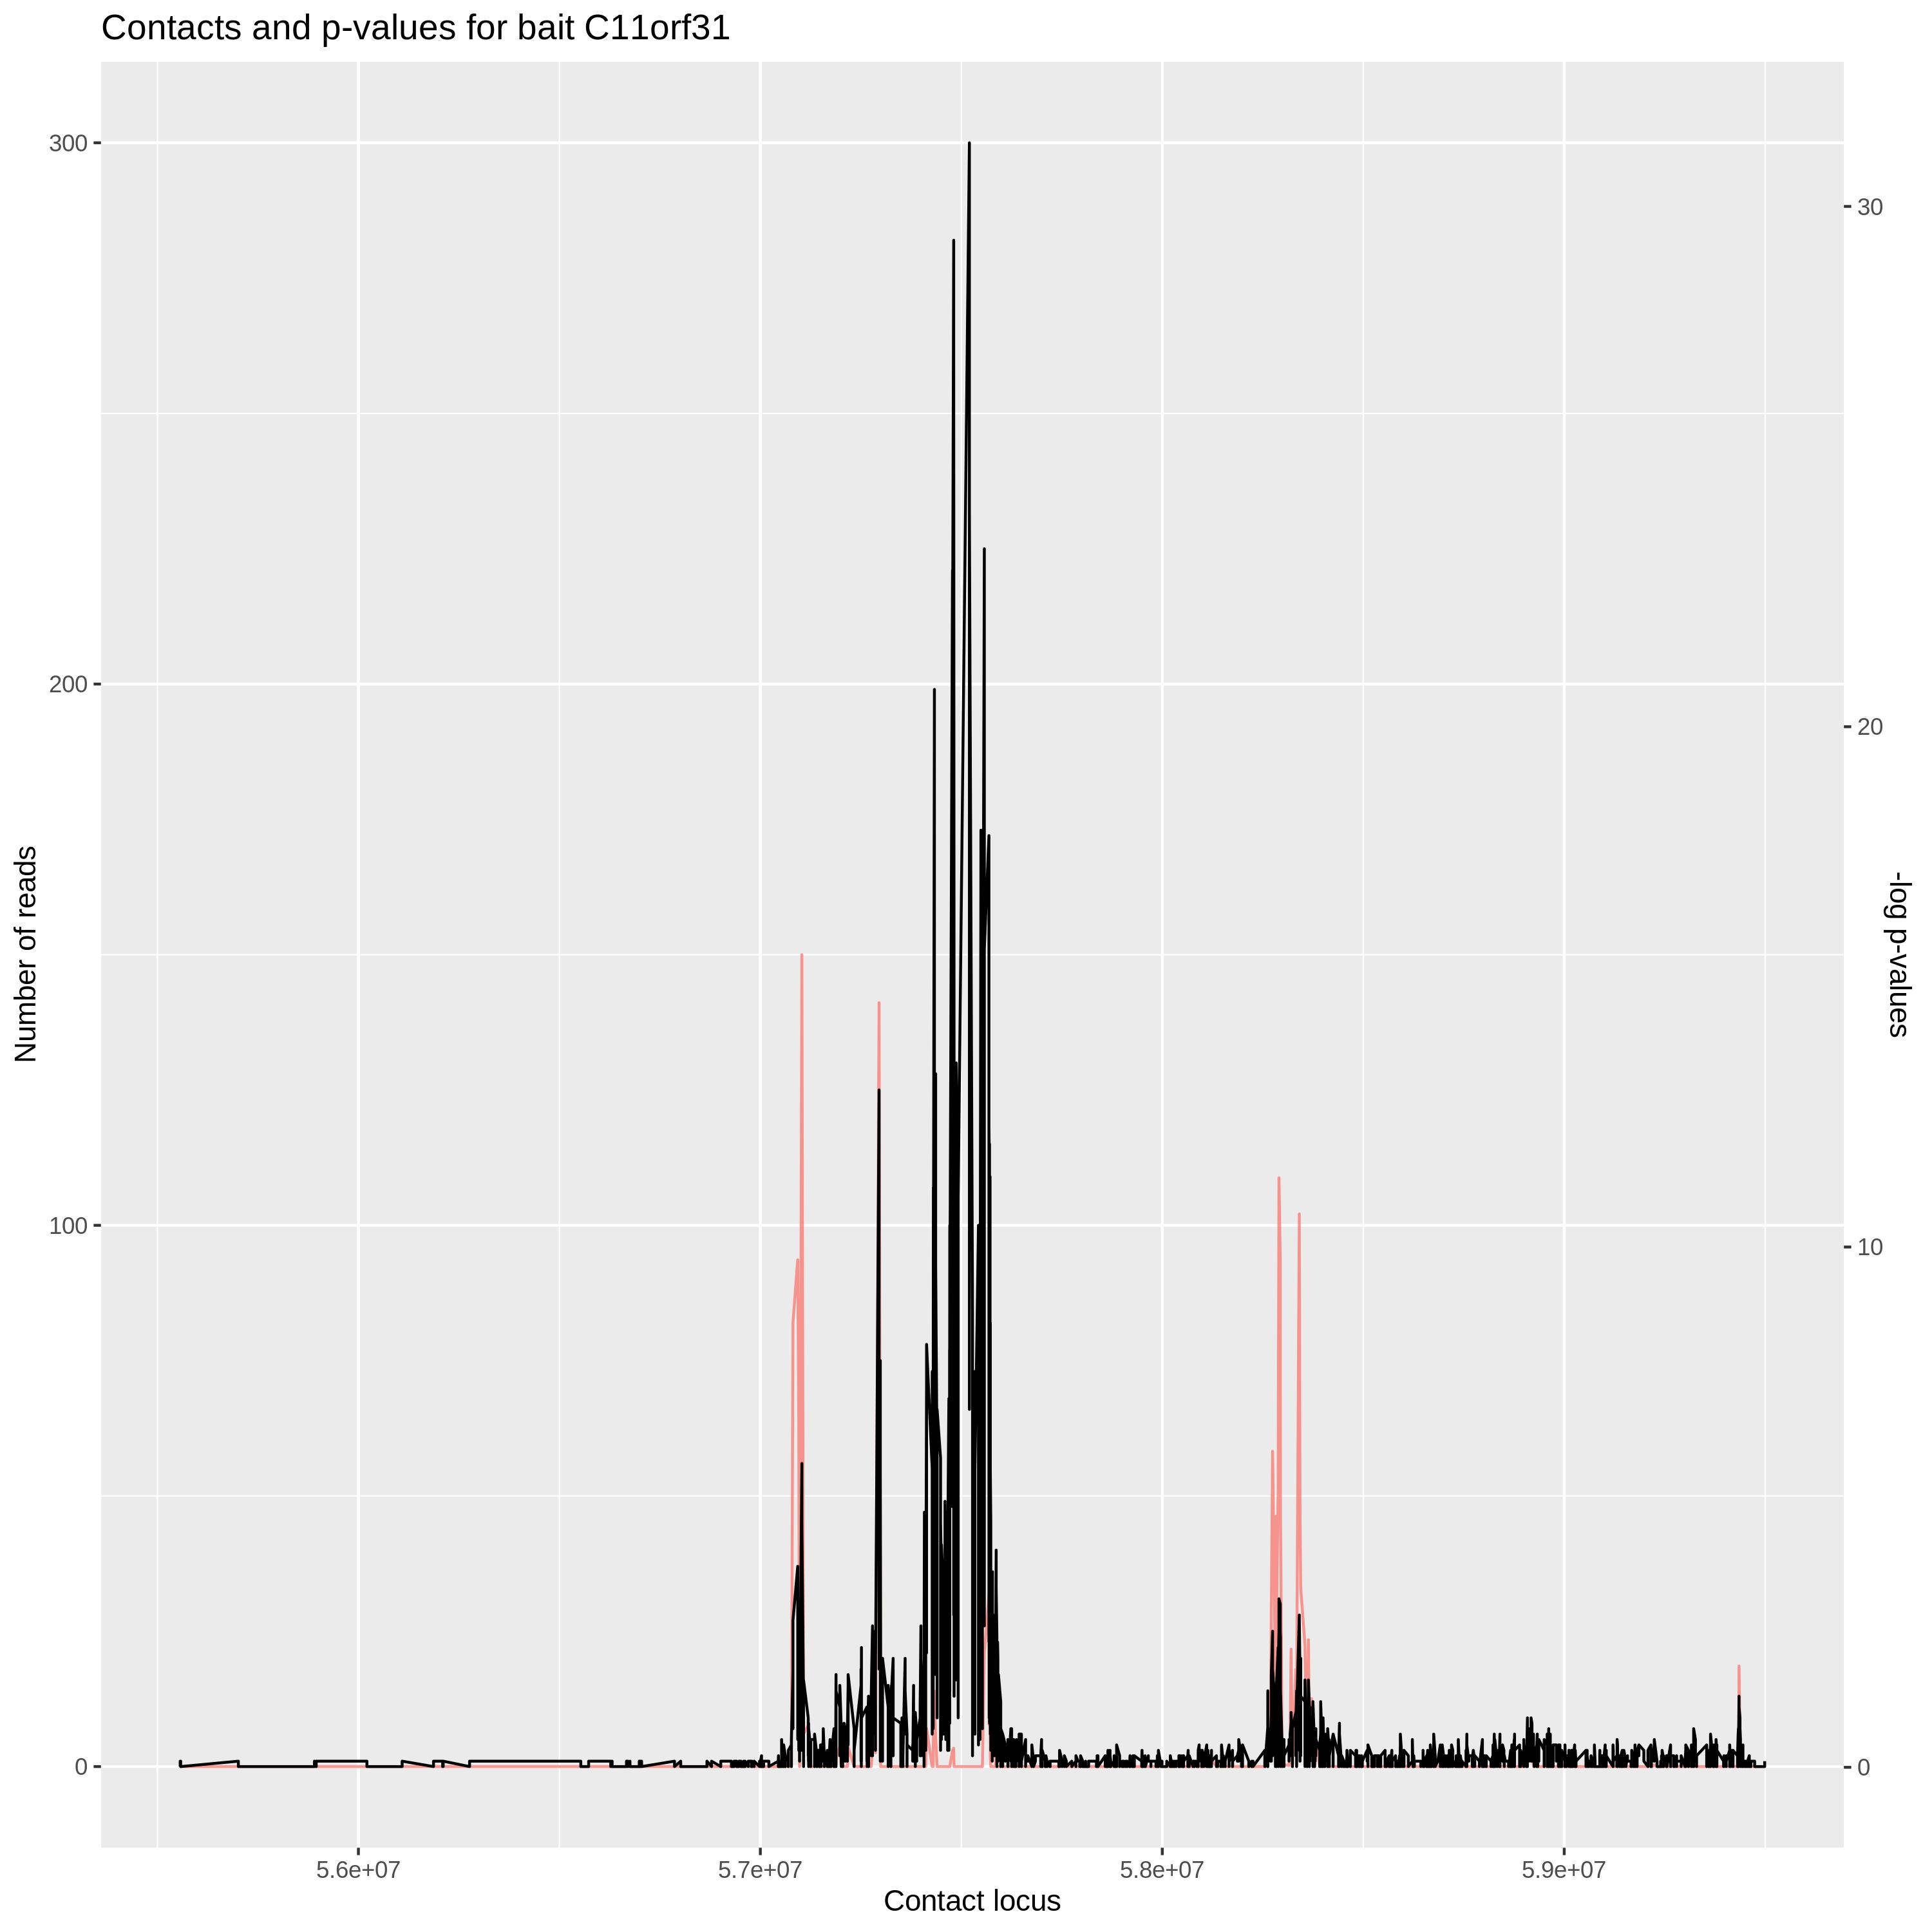 Contacts and p-values for bait C11orf31
300
200
100
0
Number of reads
30
20
10
0
-log p-values
5.6e+07
5.7e+07
5.8e+07
5.9e+07
Contact locus